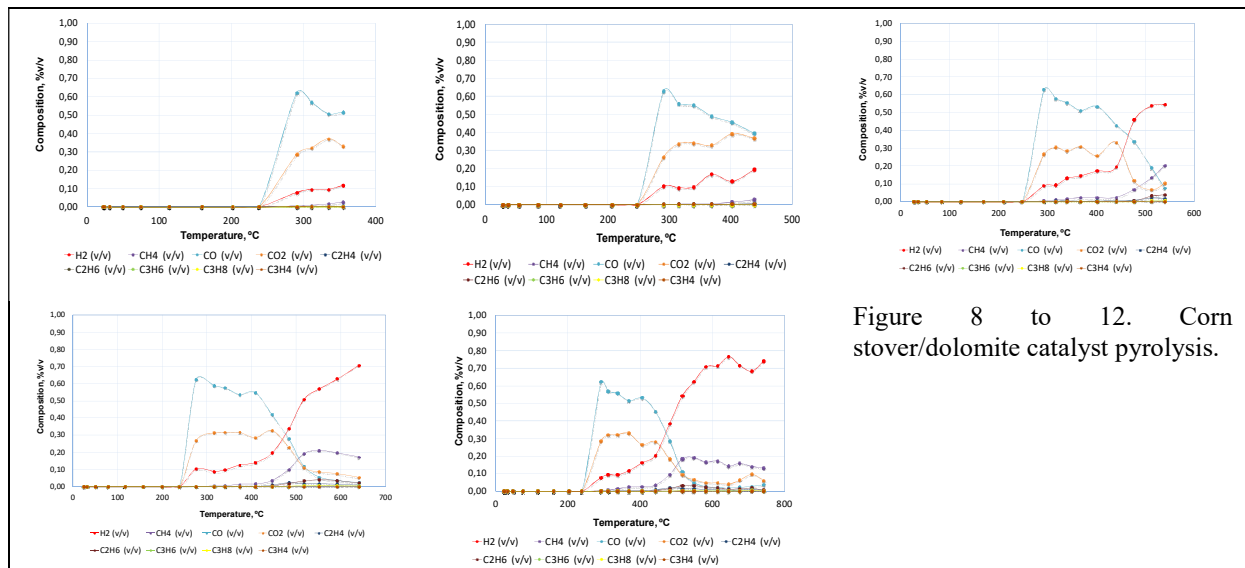 1,00
0,90
0,80
0,70
0,60
0,50
0,40
0,30
0,20
0,10
0,00
Composition, %v/v
0 100 200 300 400
Temperature, ºC
H2 (v/v) CH4 (v/v) CO (v/v) CO2 (v/v) C2H4 (v/v)
C2H6 (v/v) C3H6 (v/v) C3H8 (v/v) C3H4 (v/v)
1,00
0,90
0,80
0,70
0,60
0,50
0,40
0,30
0,20
0,10
0,00
Composition, %v/v
0 100 200 300 400 500
Temperature, ºC
H2 (v/v) CH4 (v/v) CO (v/v) CO2 (v/v) C2H4 (v/v)
C2H6 (v/v) C3H6 (v/v) C3H8 (v/v) C3H4 (v/v)
1,00
0,90
0,80
0,70
0,60
0,50
0,40
0,30
0,20
0,10
0,00
Composition, %v/v
0 100 200 300 400 500 600
Temperature, ºC
H2 (v/v) CH4 (v/v) CO (v/v) CO2 (v/v) C2H4 (v/v)
C2H6 (v/v) C3H6 (v/v) C3H8 (v/v) C3H4 (v/v)
1,00
0,90
0,80
0,70
0,60
0,50
0,40
0,30
0,20
0,10
0,00
Composition, %v/v
0 100 200 300 400 500 600 700
Temperature, ºC
H2 (v/v) CH4 (v/v) CO (v/v) CO2 (v/v) C2H4 (v/v)
C2H6 (v/v) C3H6 (v/v) C3H8 (v/v) C3H4 (v/v)
1,00
0,90
0,80
0,70
0,60
0,50
0,40
0,30
0,20
0,10
0,00
Composition, %v/v
0 200 400 600 800
Temperature, ºC
H2 (v/v) CH4 (v/v) CO (v/v) CO2 (v/v) C2H4 (v/v)
C2H6 (v/v) C3H6 (v/v) C3H8 (v/v) C3H4 (v/v)
Figure 8 to 12. Corn
stover/dolomite catalyst pyrolysis.